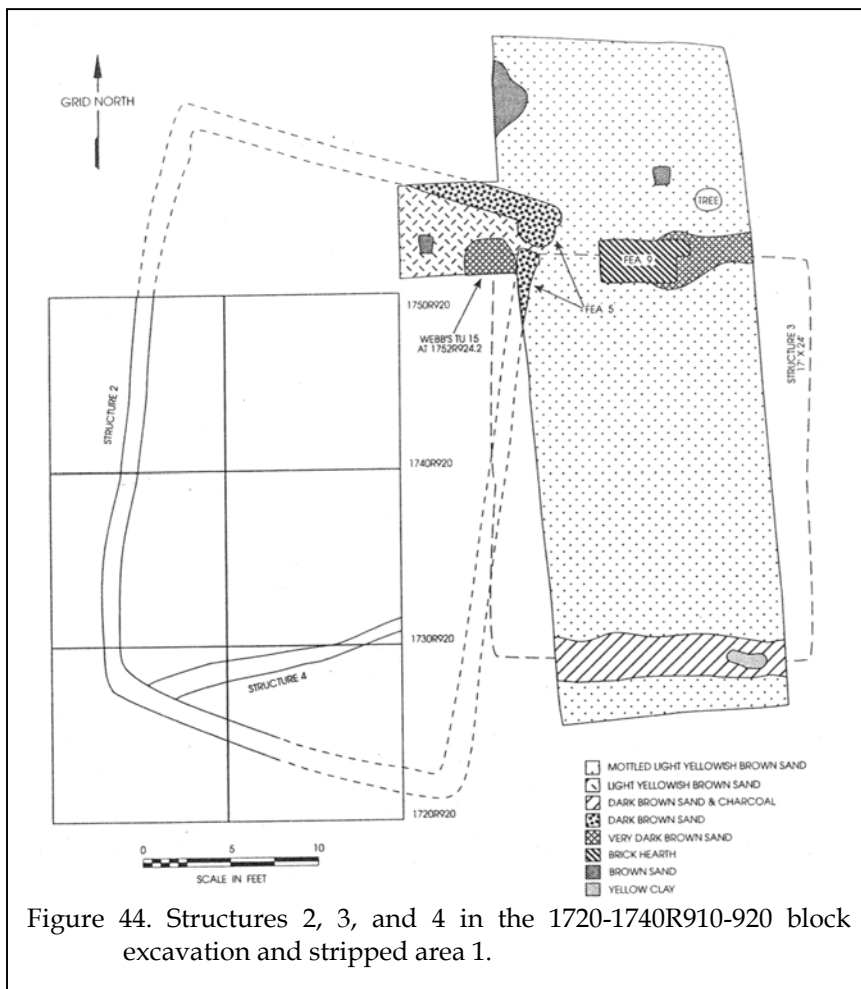 GRID NORTH
TREE
FEA 9
1750R920
FEA 5
WEBB'S TU 15
AT 1752R924.2
STRUCTURE 3
17' X 24'
STRUCTURE 2
1740R920
1730R920
STRUCTURE 4
1720R920
MOTTLED LIGHT YELLOWISH BROWN SAND
LIGHT YELLOWISH BROWN SAND
DARK BROWN SAND & CHARCOAL
DARK BROWN SAND
VERY DARK BROWN SAND
BRICK HEARTH
BROWN SAND
YELLOW CLAY
0 5 10
SCALE IN FEET
Figure 44. Structures 2, 3, and 4 in the 1720-1740R910-920 block
excavation and stripped area 1.